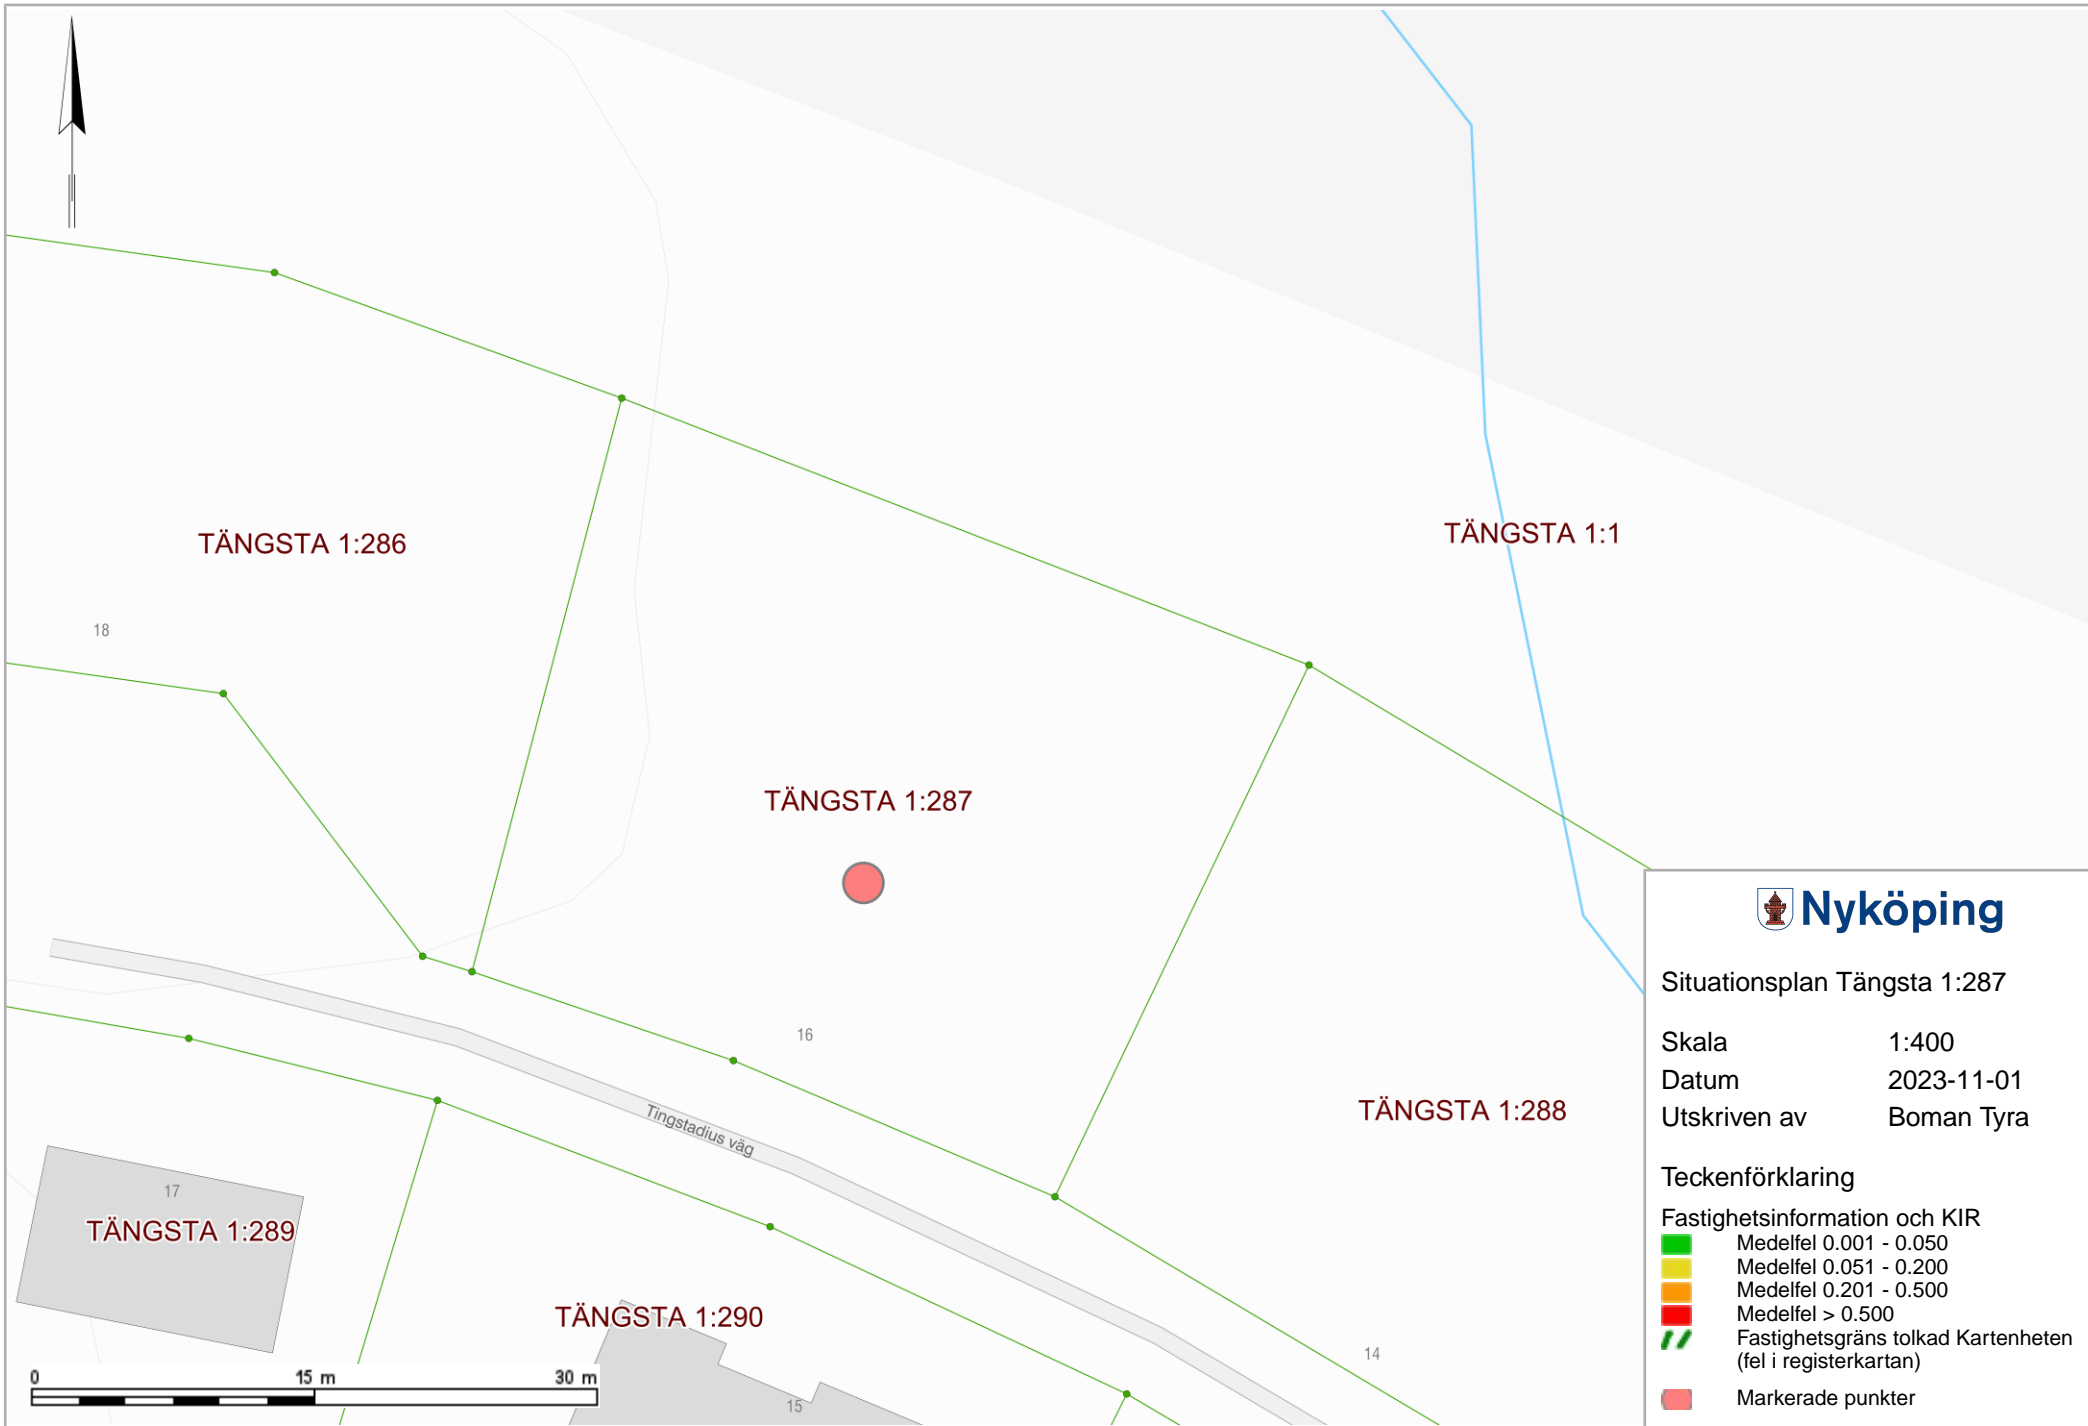 TÄNGSTA 1:286
TÄNGSTA 1:1
18
TÄNGSTA 1:287
16
Tingstadius väg
TÄNGSTA 1:288
17
TÄNGSTA 1:289
TÄNGSTA 1:290
14
15
0 15 m 30 m
Nyköping
Situationsplan Tängsta 1:287
Skala 1:400
Datum 2023-11-01
Utskriven av Boman Tyra
Teckenförklaring
Fastighetsinformation och KIR
Medelfel 0.001 - 0.050
Medelfel 0.051 - 0.200
Medelfel 0.201 - 0.500
Medelfel > 0.500
Fastighetsgräns tolkad Kartenheten
(fel i registerkartan)
Markerade punkter